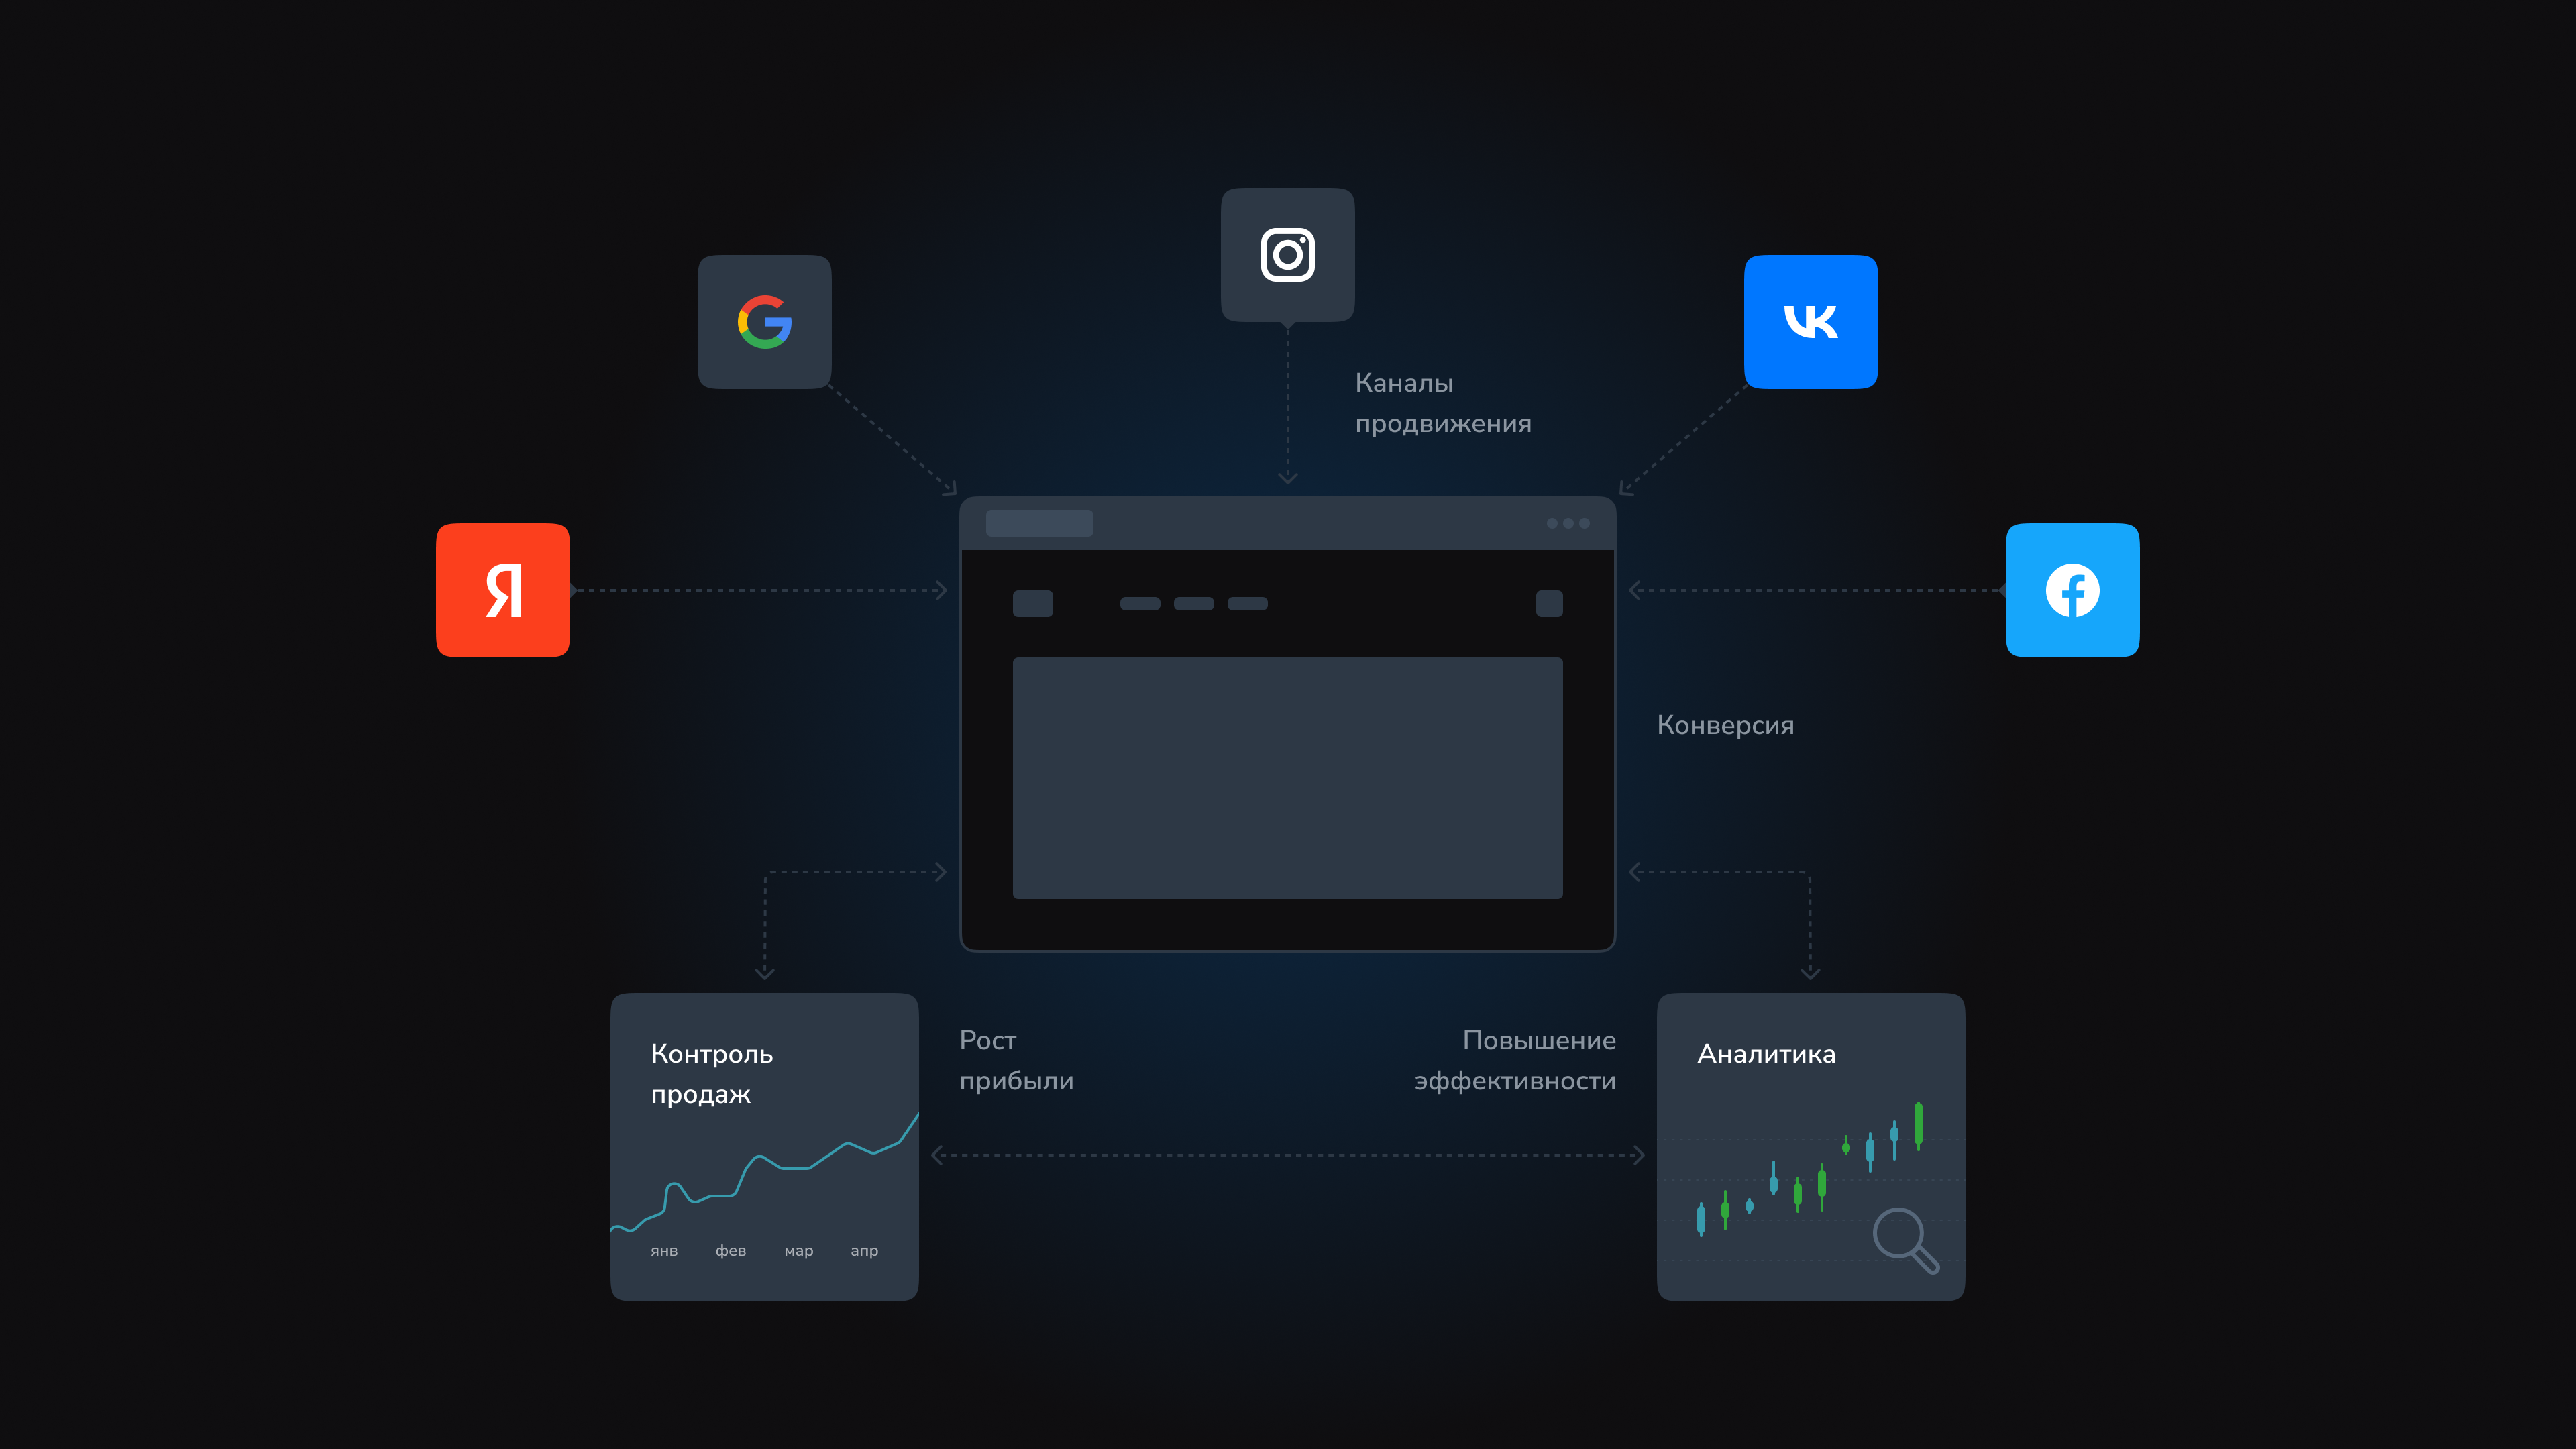 Каналы
продвижения
Я
Конверсия
Контроль
продаж
янв фев мар апр
Рост
прибыли
Повышение
эффективности
Аналитика